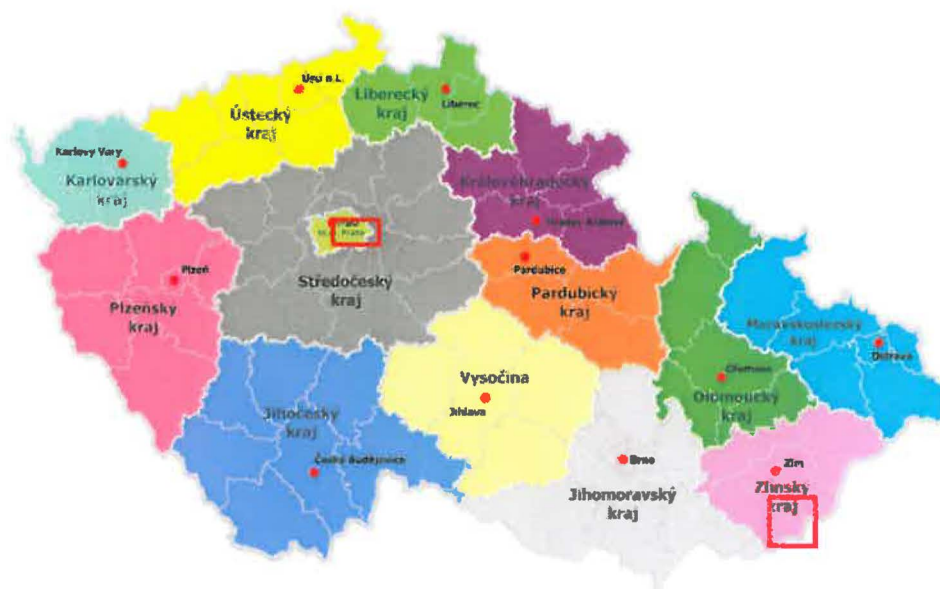 Ústí n.L.
Liberecký
kraj
Liberec
Ústecký
kraj
Karlovy Vary
Karlovarský
kraj
Královéhradecký
kraj
Hradec Králové
Praha
Plzeň
Plzeňský
kraj
Středočeský
kraj
Pardubice
Pardubický
kraj
Moravskoslezský
kraj
Ostrava
Olomouc
Olomoucký
kraj
Vysočina
Jihlava
Jihočeský
kraj
České Budějovice
Brno
Jihomoravský
kraj
Zlín
Zlínský
kraj